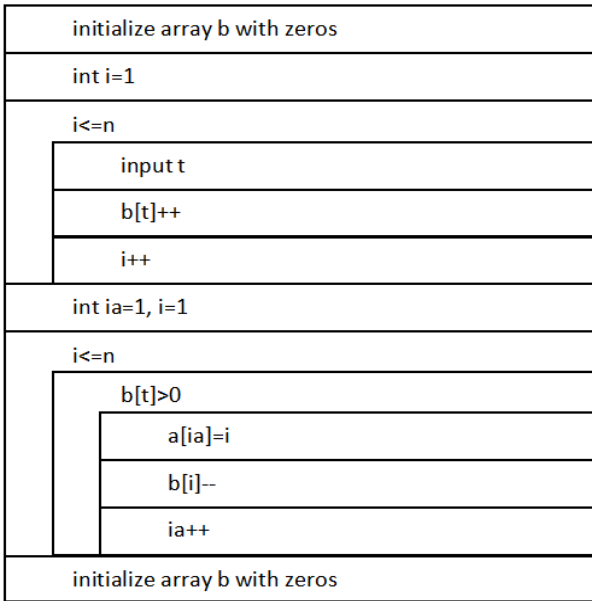 initialize array b with zeros
int i=1
i<=n
input t
b[t]++
i++
int ia=1, i=1
i<=n
b[t]>0
a[ia]=i
b[i]--
ia++
initialize array b with zeros